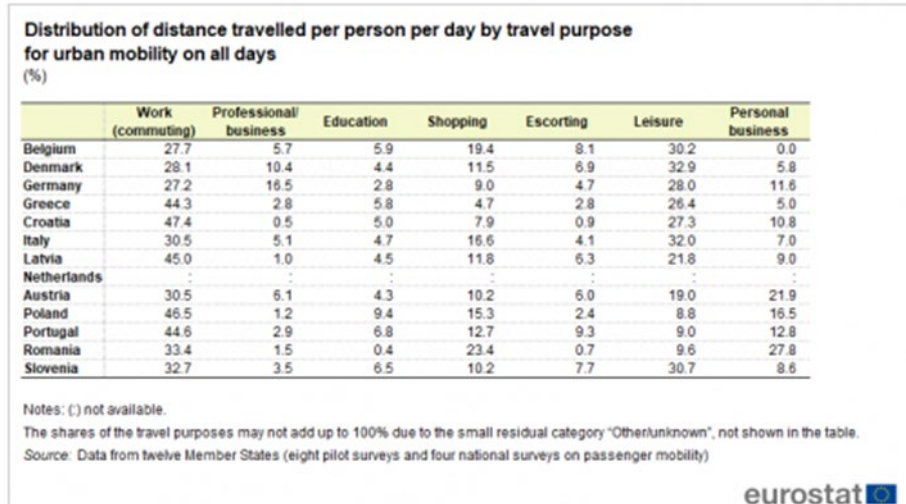 Distribution of distance travelled per person per day by travel purpose
for urban mobility on all days
(%)
Work (commuting) Professional/ business Education Shopping Escorting Leisure Personal business
Belgium 27.7 5.7 5.9 19.4 8.1 30.2 0.0
Denmark 28.1 10.4 4.4 11.5 6.9 32.9 5.8
Germany 27.2 16.5 2.8 9.0 4.7 28.0 11.6
Greece 44.3 2.8 5.8 4.7 2.8 26.4 5.0
Croatia 47.4 0.5 5.0 7.9 0.9 27.3 10.8
Italy 30.5 5.1 4.7 16.6 4.1 32.0 7.0
Latvia 45.0 1.0 4.5 11.8 6.3 21.8 9.0
Netherlands : : : : : : :
Austria 30.5 6.1 4.3 10.2 6.0 19.0 21.9
Poland 46.5 1.2 9.4 15.3 2.4 8.8 16.5
Portugal 44.6 2.9 6.8 12.7 9.3 9.0 12.8
Romania 33.4 1.5 0.4 23.4 0.7 9.6 27.8
Slovenia 32.7 3.5 6.5 10.2 7.7 30.7 8.6
Notes: (:) not available.
The shares of the travel purposes may not add up to 100% due to the small residual category "Other/unknown", not shown in the table.
Source: Data from twelve Member States (eight pilot surveys and four national surveys on passenger mobility)
eurostat